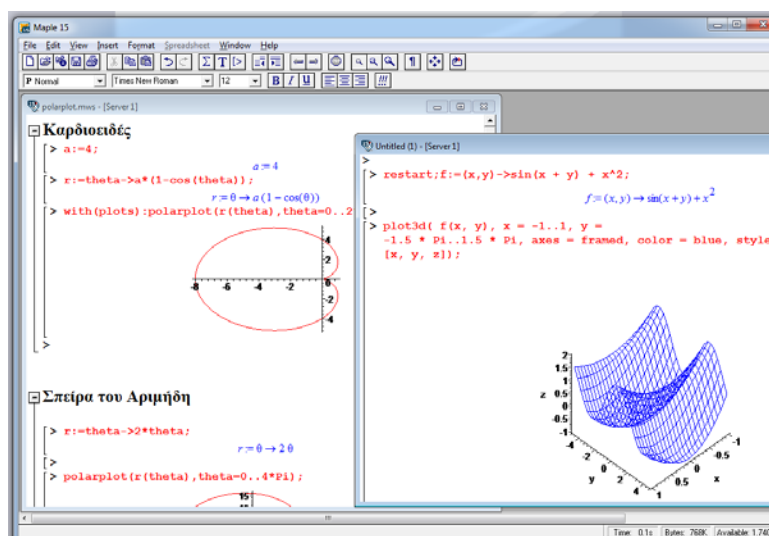 Maple 15
File Edit View Insert Format Spreadsheet Window Help
P Normal Times New Roman 12 B I U !!!
polarplot.mws - [Server 1]
Καρδιοειδές
> a:=4;
a := 4
> r:=theta->a*(1-cos(theta));
r := θ → a (1 − cos(θ))
> with(plots):polarplot(r(theta),theta=0..2
4
2
-8 -6 -4 -2 0
-2
-4
>
Σπείρα του Αριμήδη
> r:=theta->2*theta;
r := θ → 2 θ
>
> polarplot(r(theta),theta=0..4*Pi);
15
Untitled (1) - [Server 1]
>
> restart;f:=(x,y)->sin(x + y) + x^2;
f := (x, y) → sin(x + y) + x²
>
> plot3d( f(x, y), x = -1..1, y =
-1.5 * Pi..1.5 * Pi, axes = framed, color = blue, style
[x, y, z]);
2
1.5
1
0.5
z 0
-0.5
-1
-4 -2 0 2 4
y
1 0.5 0 -0.5 -1
x
Time: 0.1s Bytes: 768K Available: 1.740